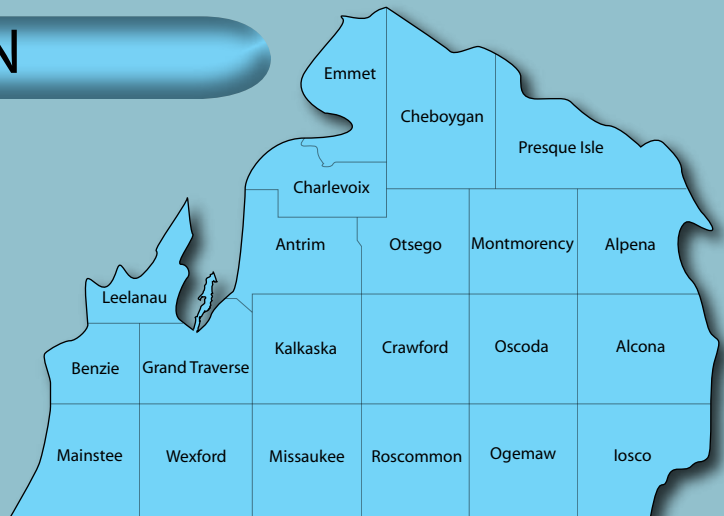 N
Emmet
Cheboygan
Presque Isle
Charlevoix
Antrim
Otsego
Montmorency
Alpena
Leelanau
Benzie
Grand Traverse
Kalkaska
Crawford
Oscoda
Alcona
Mainstee
Wexford
Missaukee
Roscommon
Ogemaw
Iosco